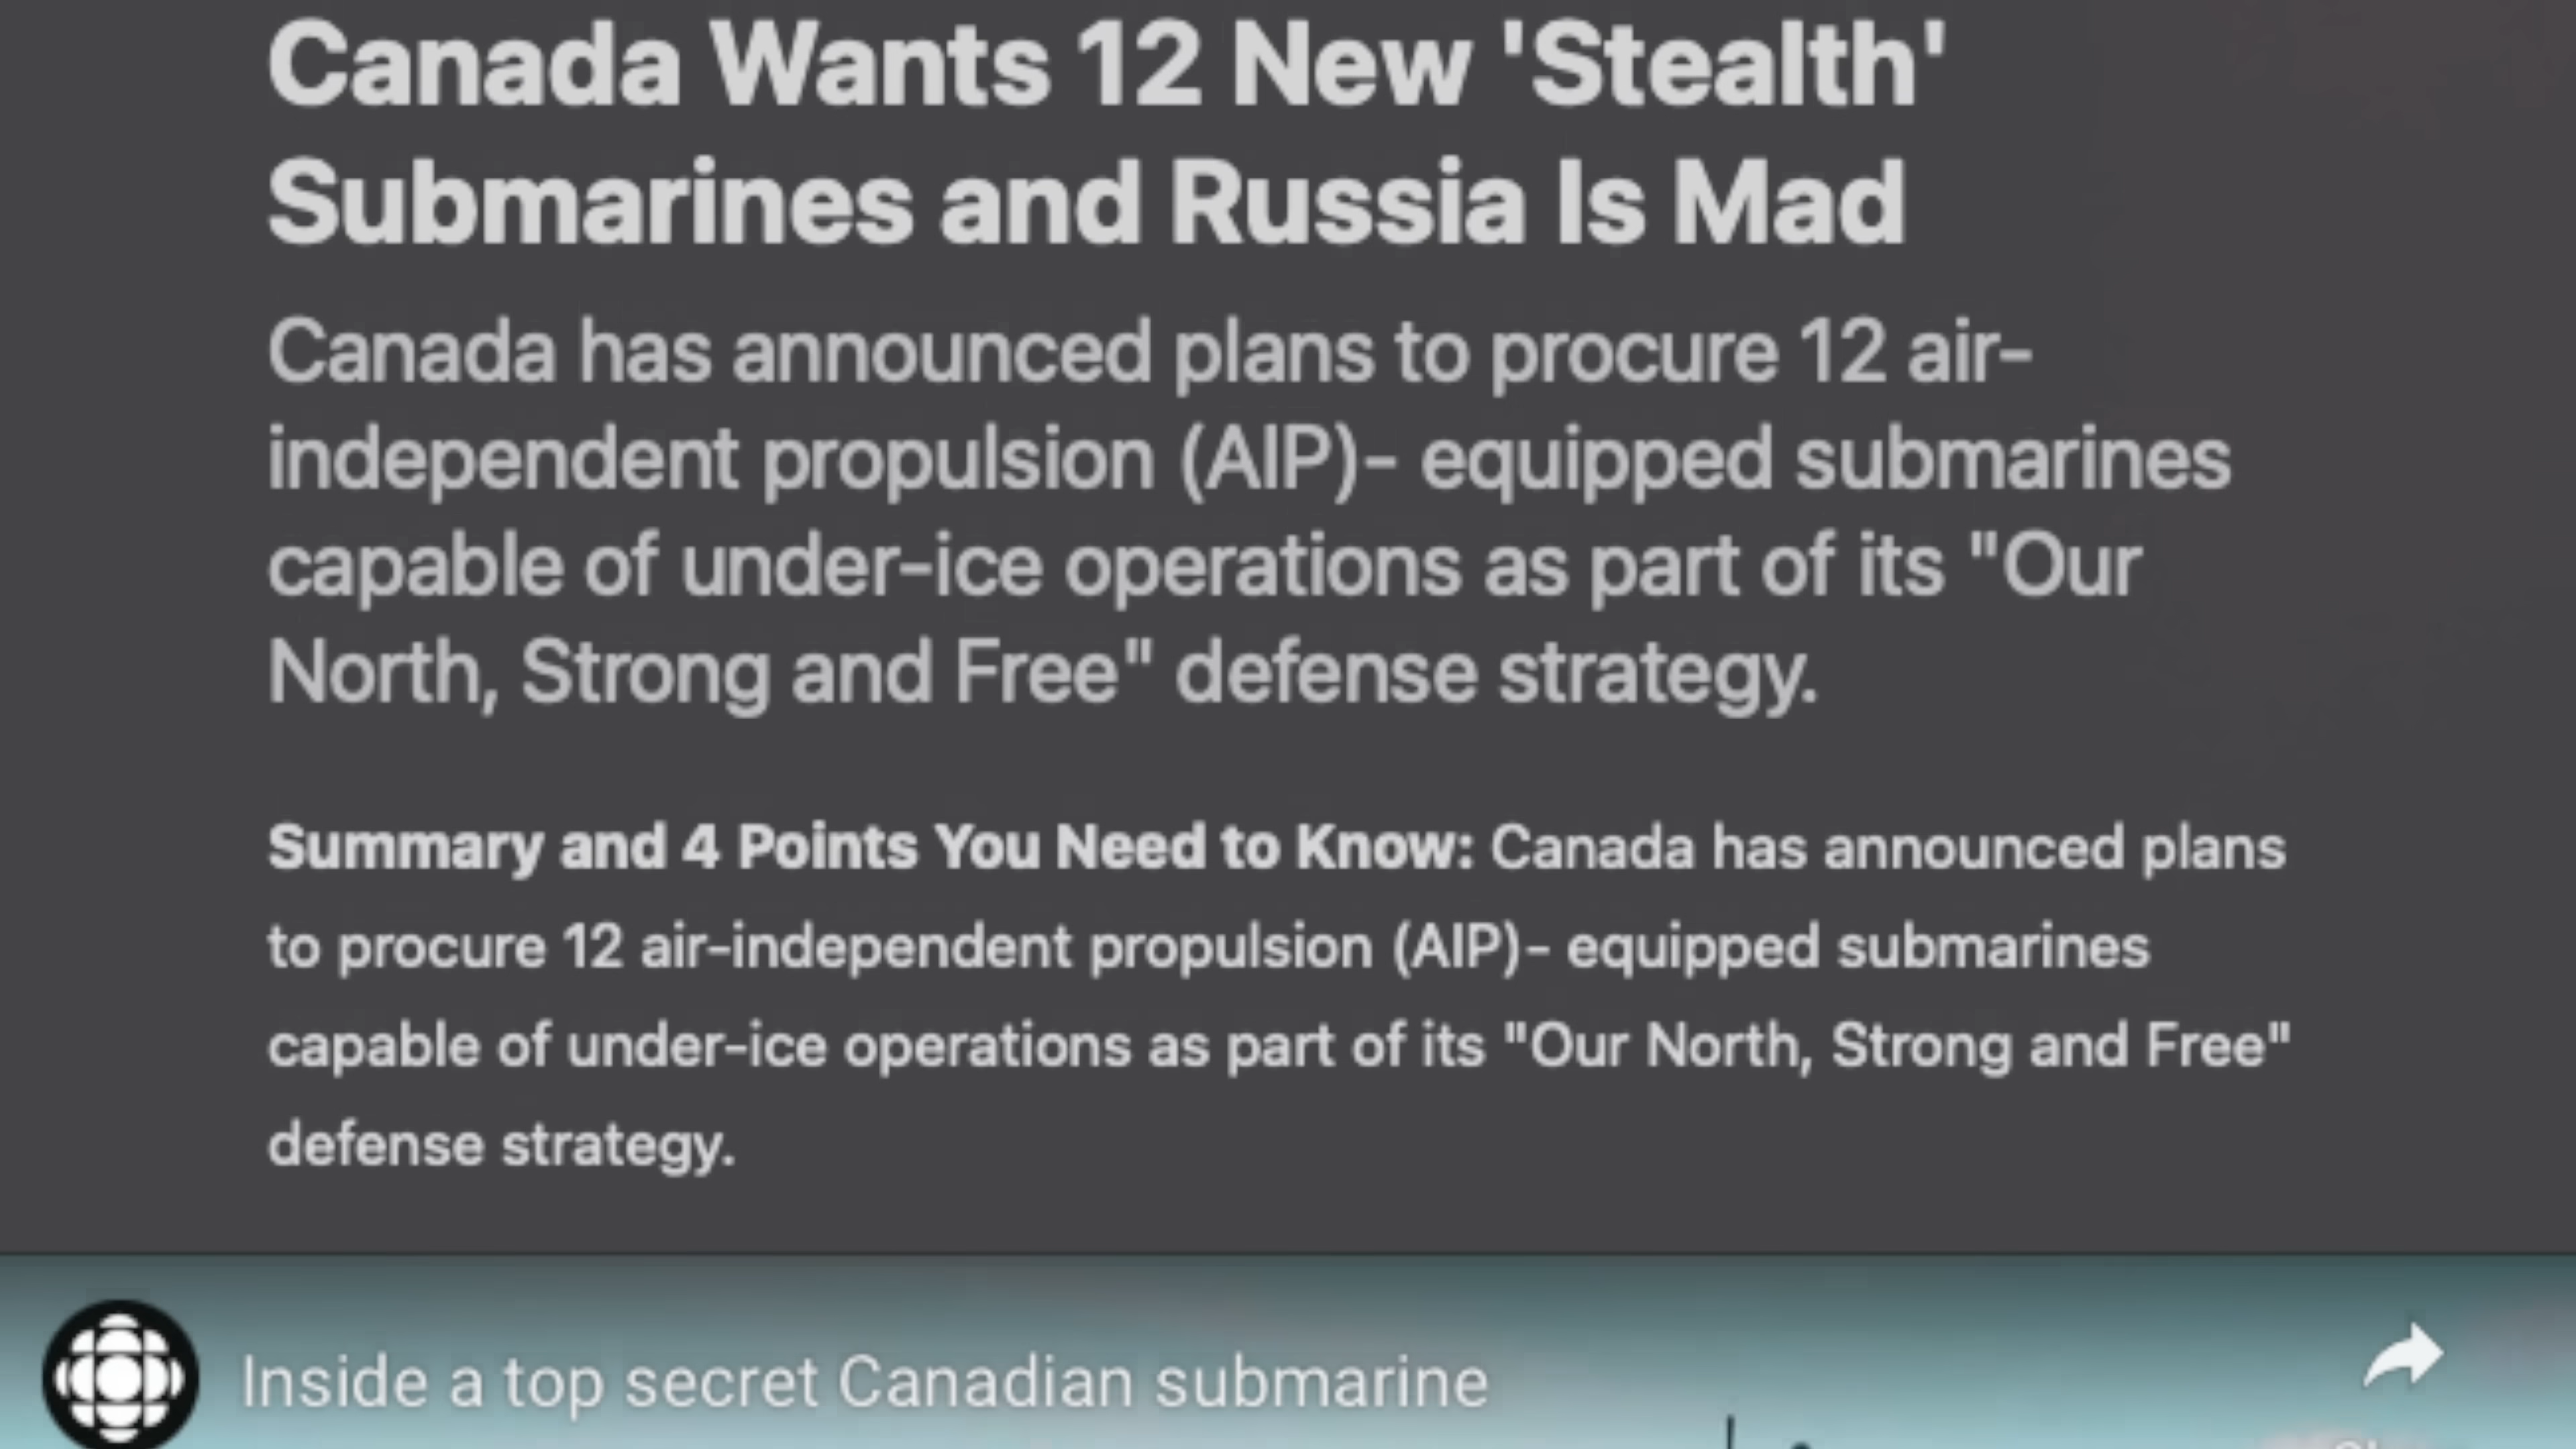 Canada Wants 12 New 'Stealth'
Submarines and Russia Is Mad
Canada has announced plans to procure 12 air-
independent propulsion (AIP)- equipped submarines
capable of under-ice operations as part of its "Our
North, Strong and Free" defense strategy.
Summary and 4 Points You Need to Know: Canada has announced plans
to procure 12 air-independent propulsion (AIP)- equipped submarines
capable of under-ice operations as part of its "Our North, Strong and Free"
defense strategy.
Inside a top secret Canadian submarine